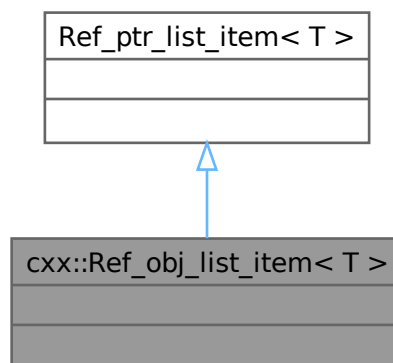 Ref_ptr_list_item< T >
cxx::Ref_obj_list_item< T >